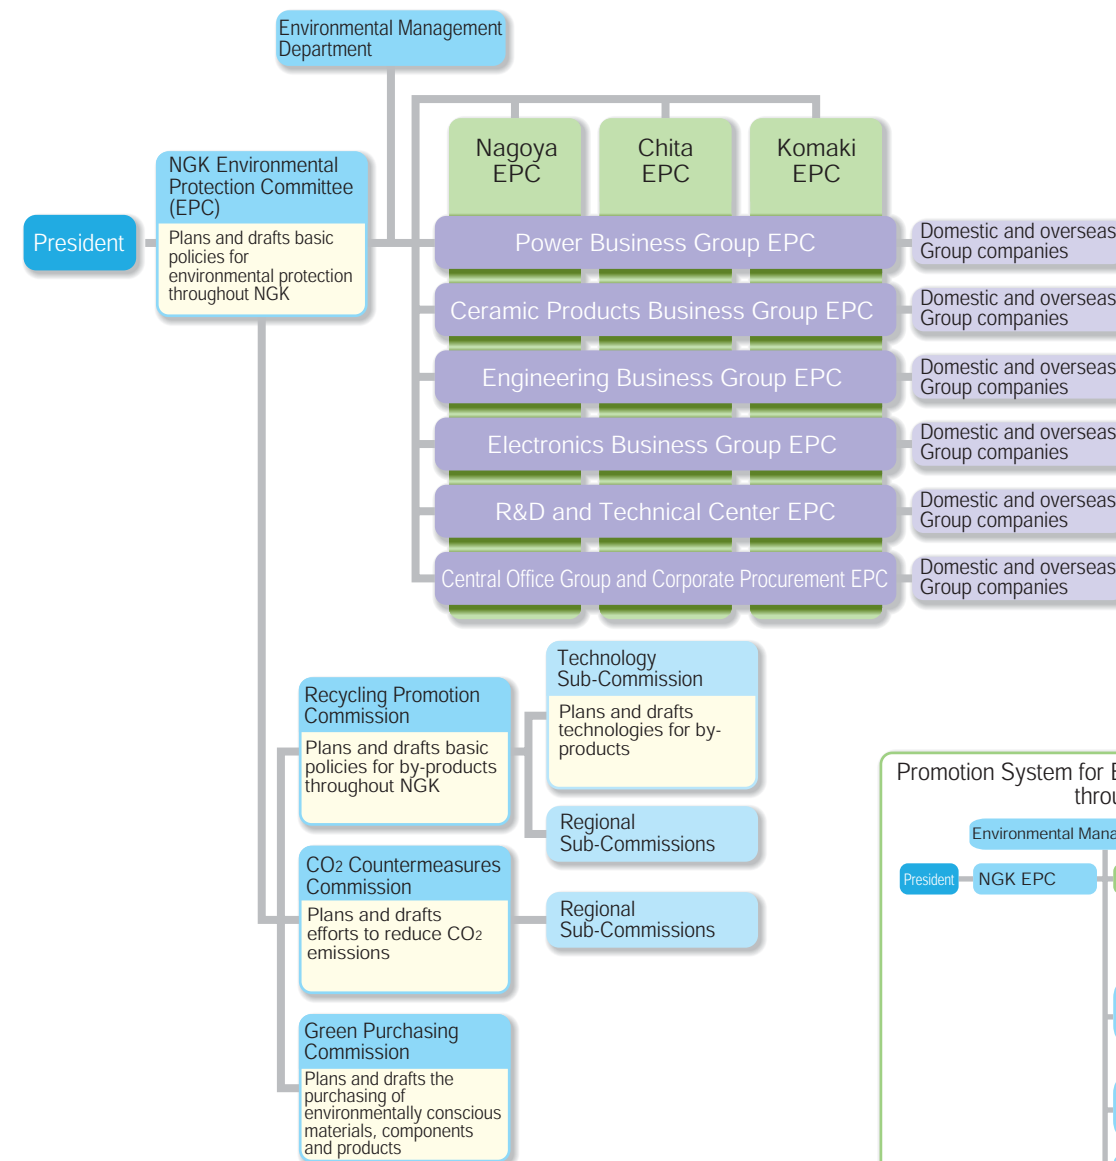 Environmental Management
Department
Nagoya
EPC
Chita
EPC
Komaki
EPC
NGK Environmental
Protection Committee
(EPC)
Plans and drafts basic
policies for
environmental protection
throughout NGK
President
Power Business Group EPC
Domestic and overseas
Group companies
Ceramic Products Business Group EPC
Domestic and overseas
Group companies
Engineering Business Group EPC
Domestic and overseas
Group companies
Electronics Business Group EPC
Domestic and overseas
Group companies
R&D and Technical Center EPC
Domestic and overseas
Group companies
Central Office Group and Corporate Procurement EPC
Domestic and overseas
Group companies
Recycling Promotion
Commission
Plans and drafts basic
policies for by-products
throughout NGK
Technology
Sub-Commission
Plans and drafts
technologies for by-
products
Regional
Sub-Commissions
CO2 Countermeasures
Commission
Plans and drafts
efforts to reduce CO2
emissions
Regional
Sub-Commissions
Green Purchasing
Commission
Plans and drafts the
purchasing of
environmentally conscious
materials, components
and products
Promotion System for
Environmental
President
NGK EPC